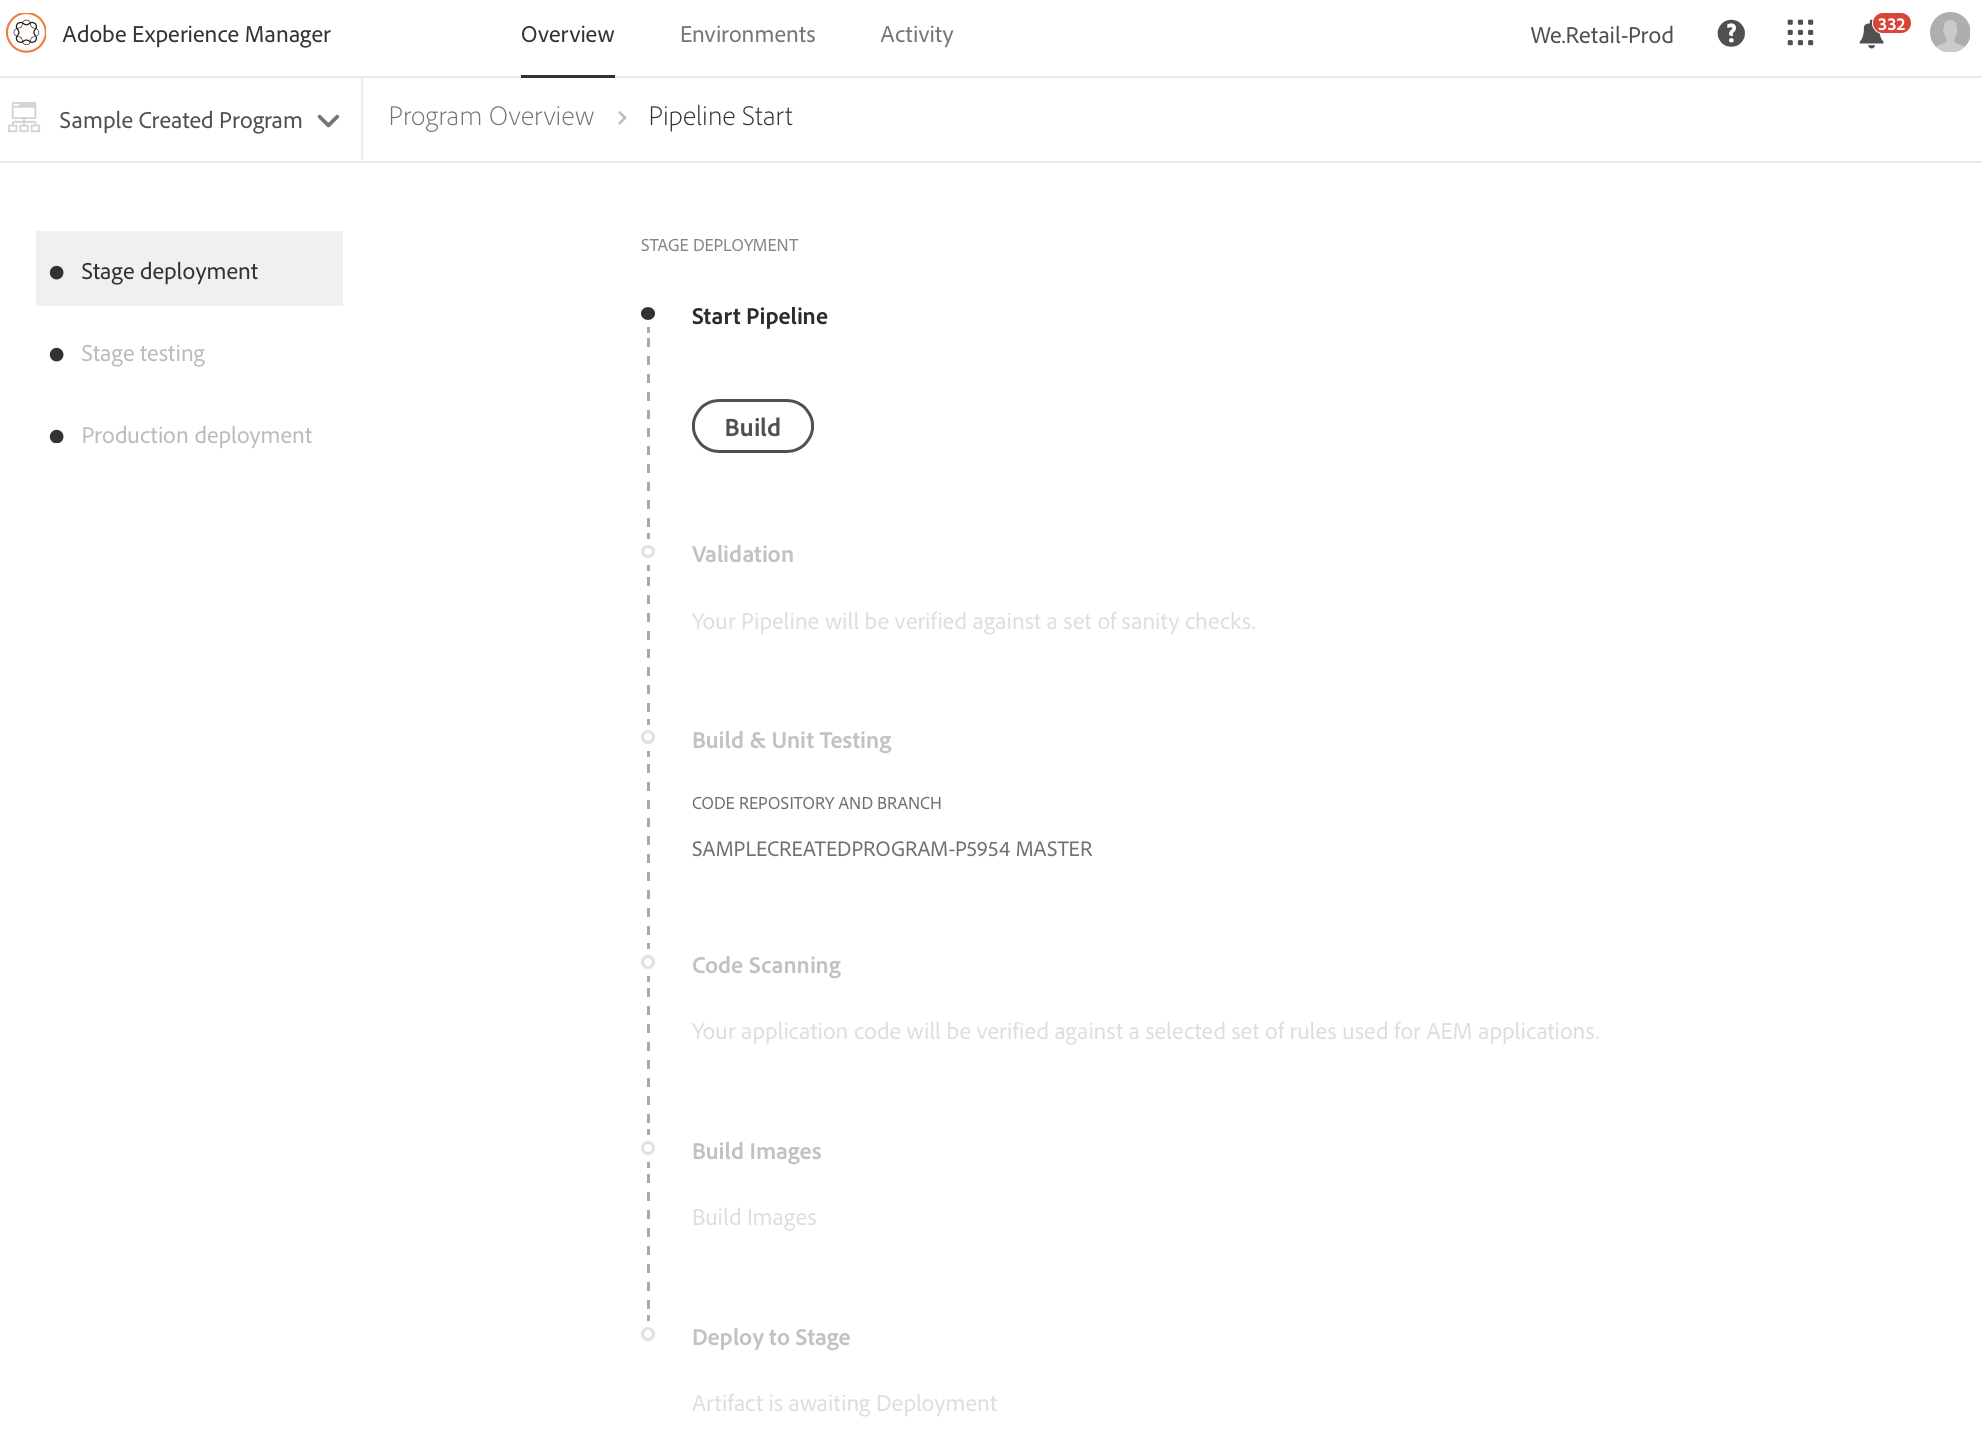 Adobe Experience Manager
Overview
Environments
Activity
We.Retail-Prod
?
332
Sample Created Program
Program Overview > Pipeline Start
Stage deployment
Stage testing
Production deployment
STAGE DEPLOYMENT
Start Pipeline
Build
Validation
Your Pipeline will be verified against a set of sanity checks.
Build & Unit Testing
CODE REPOSITORY AND BRANCH
SAMPLECREATEDPROGRAM-P5954 MASTER
Code Scanning
Your application code will be verified against a selected set of rules used for AEM applications.
Build Images
Build Images
Deploy to Stage
Artifact is awaiting Deployment